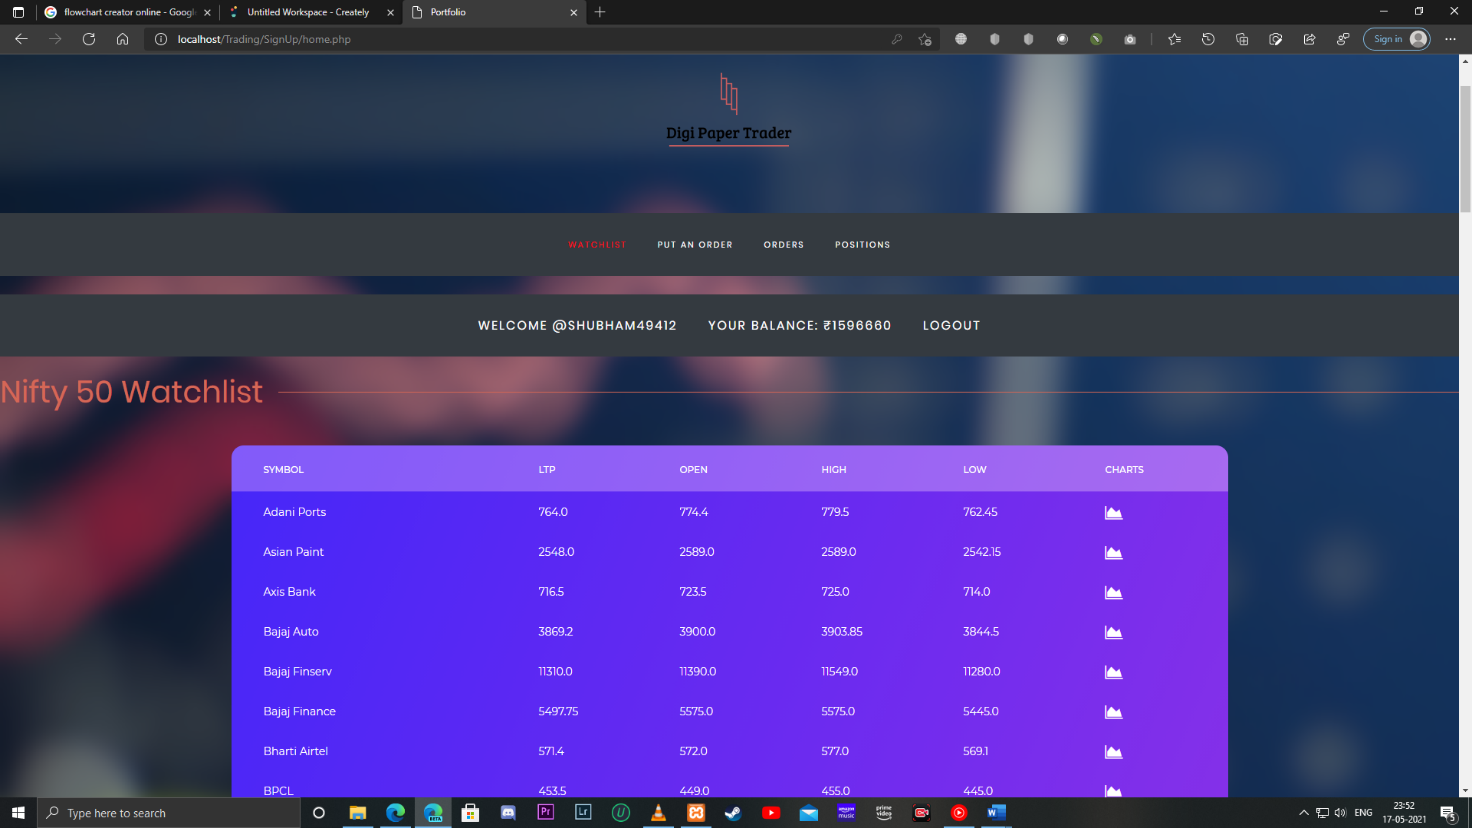 flowchart creator online - Googl
Untitled Workspace - Creately
Portfolio
localhost/Trading/SignUp/home.php
Sign in
Digi Paper Trader
WATCHLIST PUT AN ORDER ORDERS POSITIONS
WELCOME @SHUBHAM49412 YOUR BALANCE: ₹1596660 LOGOUT
Nifty 50 Watchlist
SYMBOL LTP OPEN HIGH LOW CHARTS
Adani Ports 764.0 774.4 779.5 762.45
Asian Paint 2548.0 2589.0 2589.0 2542.15
Axis Bank 716.5 723.5 725.0 714.0
Bajaj Auto 3869.2 3900.0 3903.85 3844.5
Bajaj Finserv 11310.0 11390.0 11549.0 11280.0
Bajaj Finance 5497.75 5575.0 5575.0 5445.0
Bharti Airtel 571.4 572.0 577.0 569.1
BPCL 453.5 449.0 455.0 445.0
Type here to search
Pr
Lr
U
prime video
W
ENG
23:52
17-05-2021
5